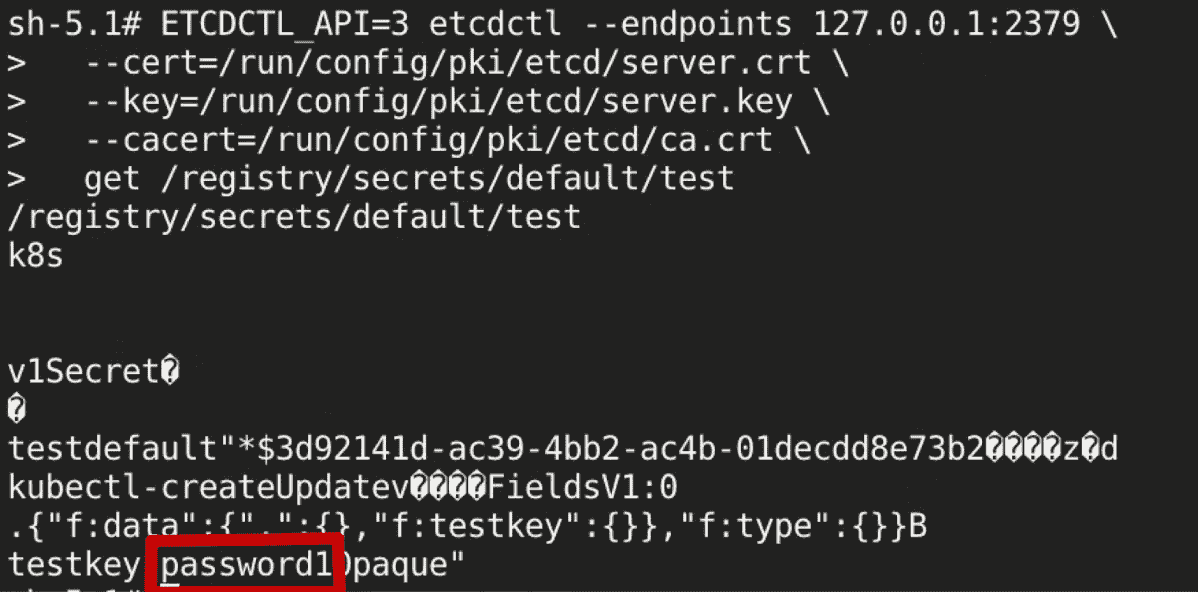 sh-5.1# ETCDCTL_API=3 etcdctl --endpoints 127.0.0.1:2379 \
>   --cert=/run/config/pki/etcd/server.crt \
>   --key=/run/config/pki/etcd/server.key \
>   --cacert=/run/config/pki/etcd/ca.crt \
>   get /registry/secrets/default/test
/registry/secrets/default/test
k8s
v1Secret�
�
testdefault"*$3d92141d-ac39-4bb2-ac4b-01decdd8e73b2����z�d
kubectl-createUpdatev����FieldsV1:0
.{"f:data":{".":{},"f:testkey":{}},"f:type":{}}B
testkey password1Opaque"
sh-5.1#